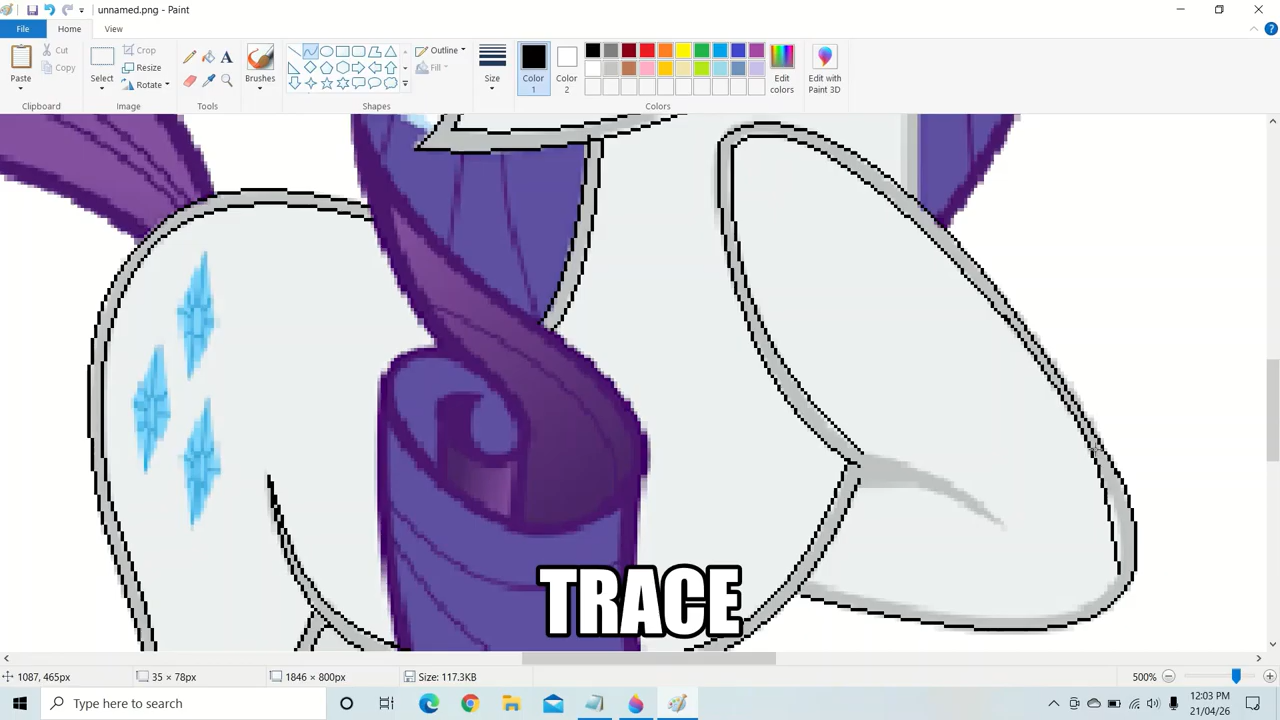 unnamed.png - Paint
File
Home
View
Paste
Cut
Copy
Clipboard
Select
Crop
Resize
Rotate
Image
Tools
Brushes
Shapes
Outline
Fill
Size
Color
1
Color
2
Colors
Edit
colors
Edit with
Paint 3D
TRACE
1087, 465px
35 × 78px
1846 × 800px
Size: 117.3KB
500%
Type here to search
12:03 PM
21/04/26